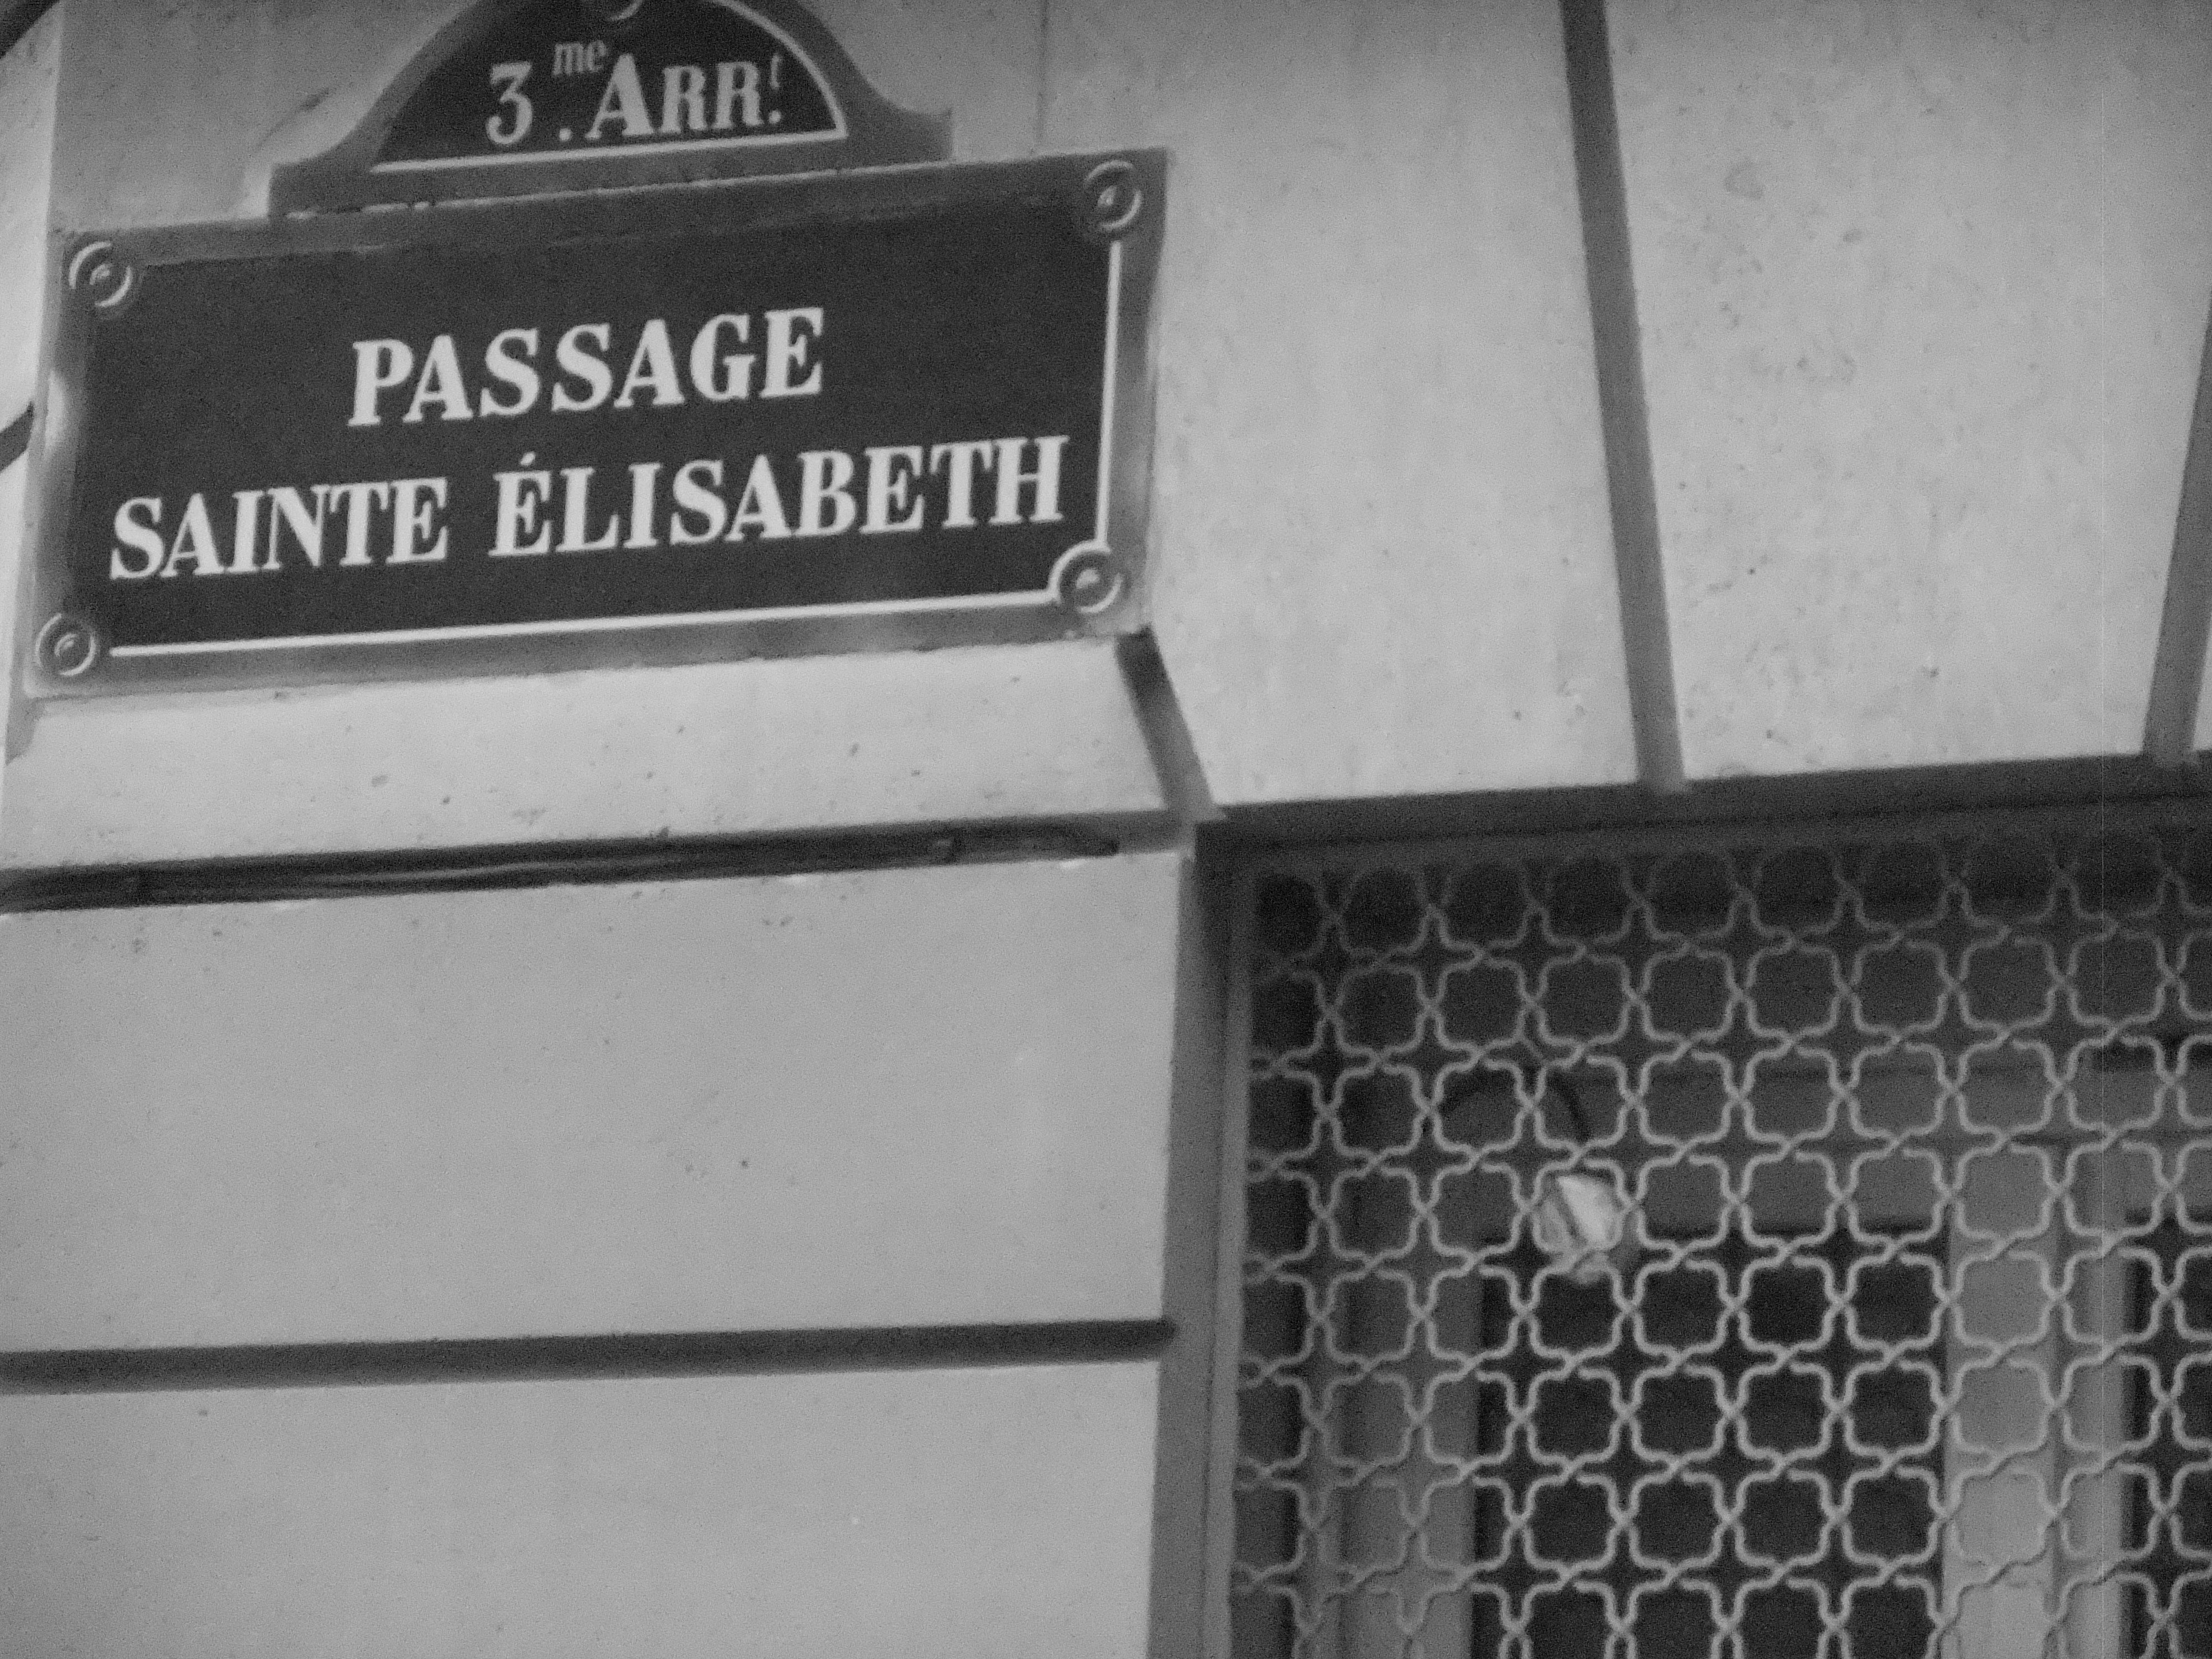 3me. ARRt.
PASSAGE
SAINTE ÉLISABETH